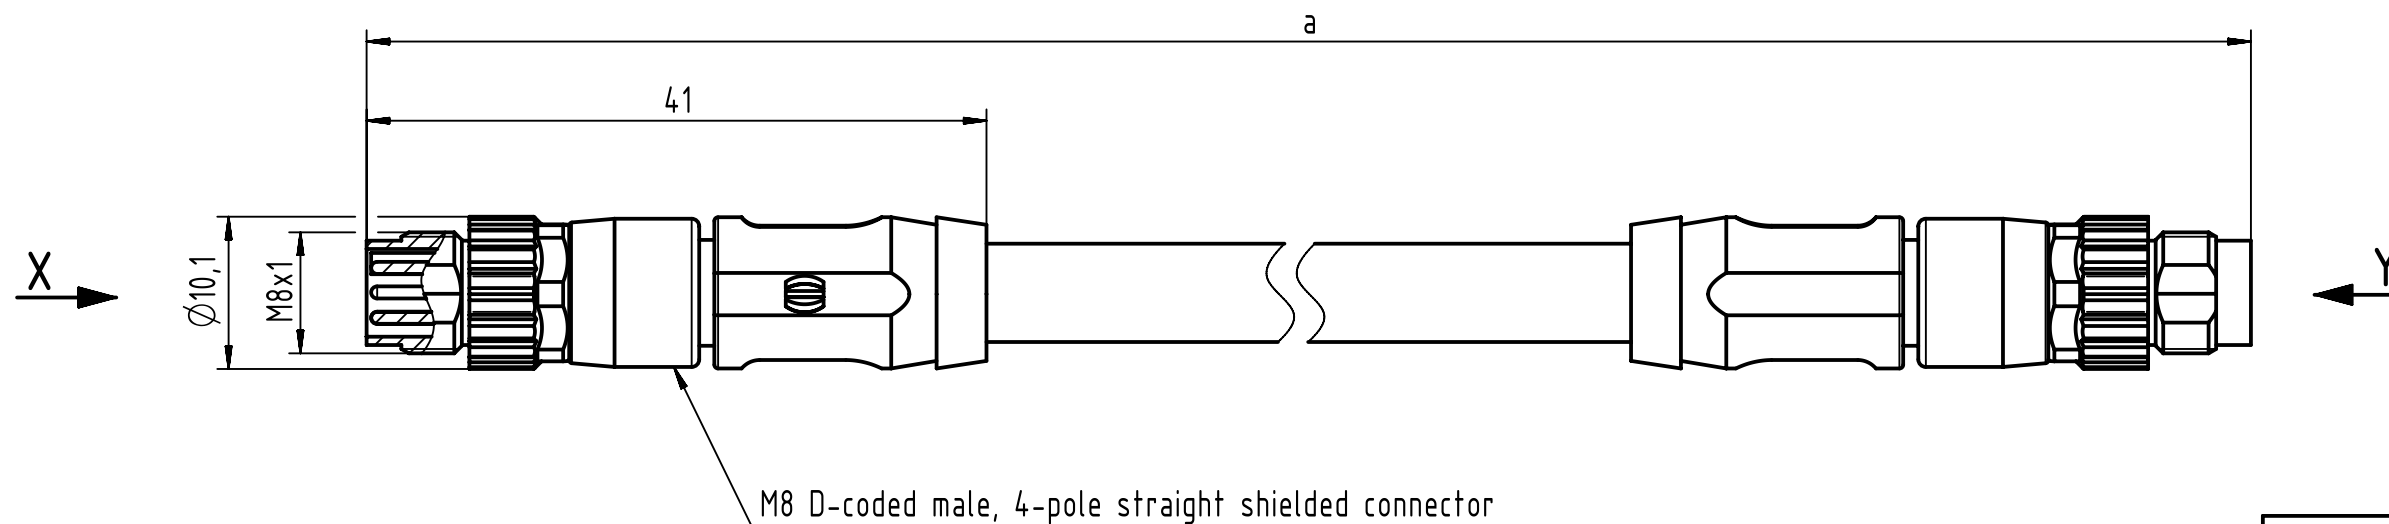 a
41
X
Ø10,1
M8x1
Y
M8 D-coded male, 4-pole straight shielded connector